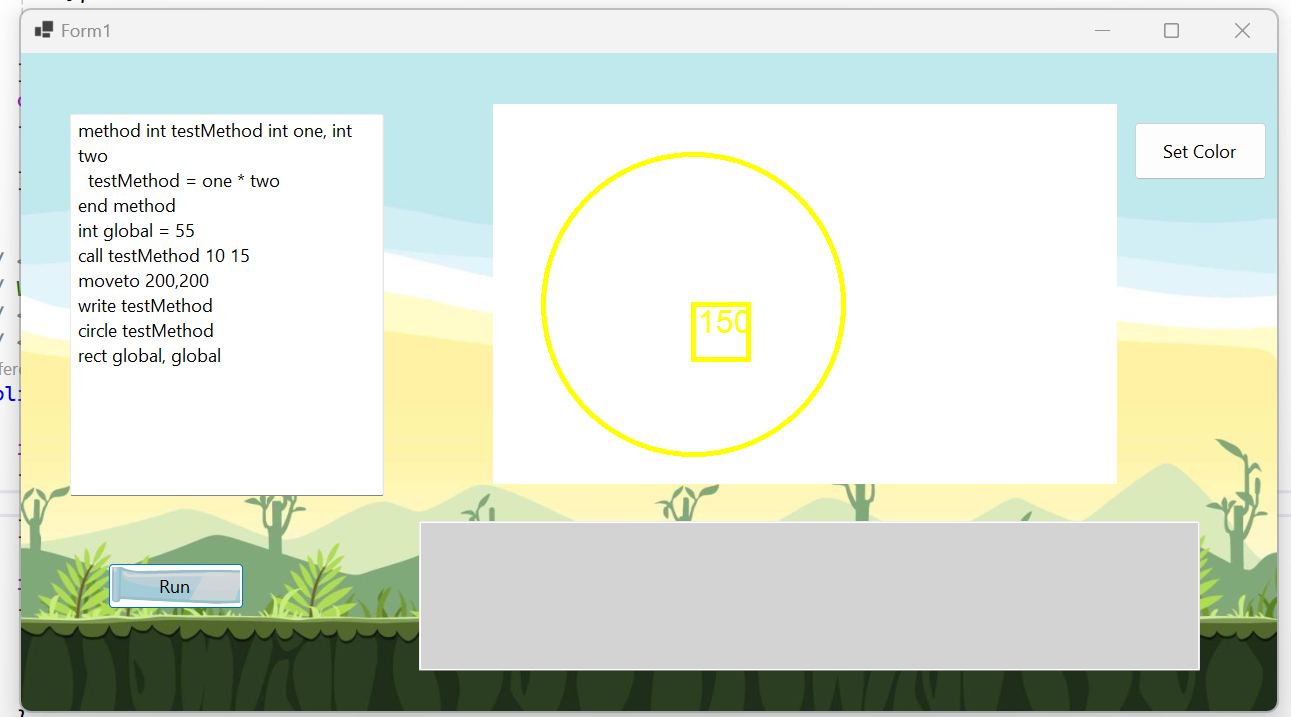 Form1
method int testMethod int one, int
two
testMethod = one * two
end method
int global = 55
call testMethod 10 15
moveto 200,200
write testMethod
circle testMethod
rect global, global
150
Set Color
Run